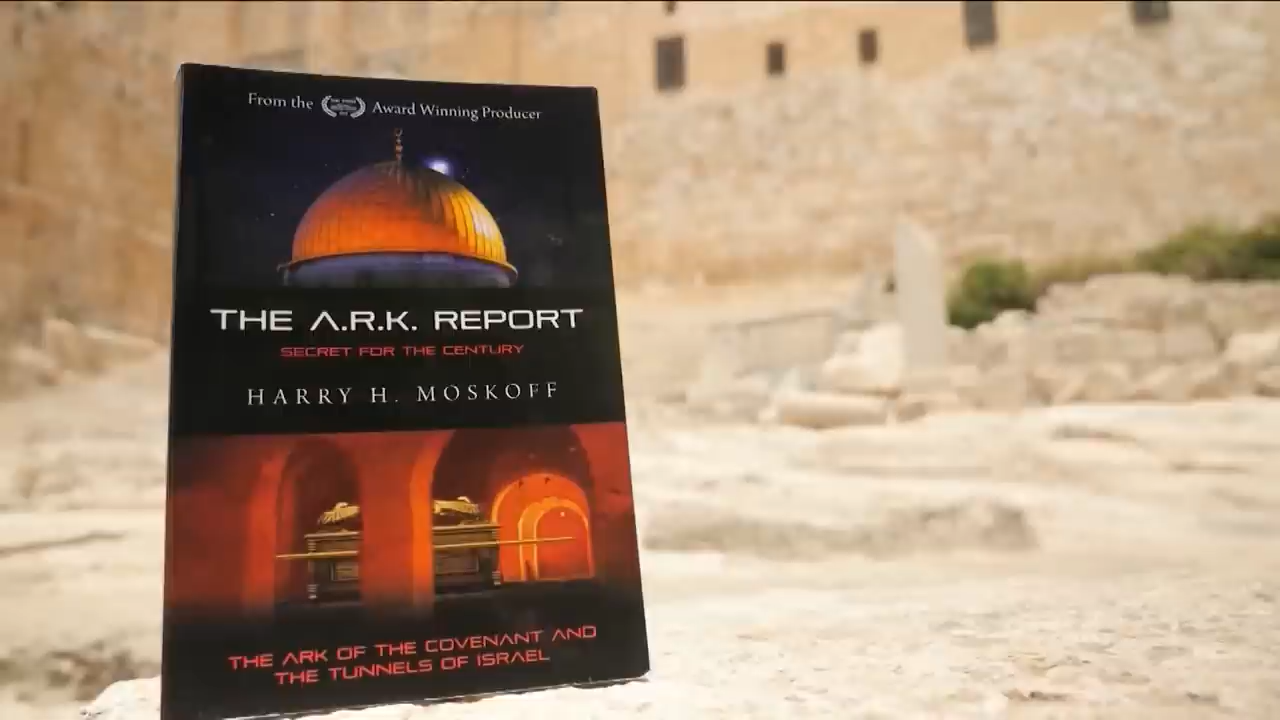 From the Award Winning Producer
THE A.R.K. REPORT
SECRET FOR THE CENTURY
HARRY H. MOSKOFF
THE ARK OF THE COVENANT AND
THE TUNNELS OF ISRAEL